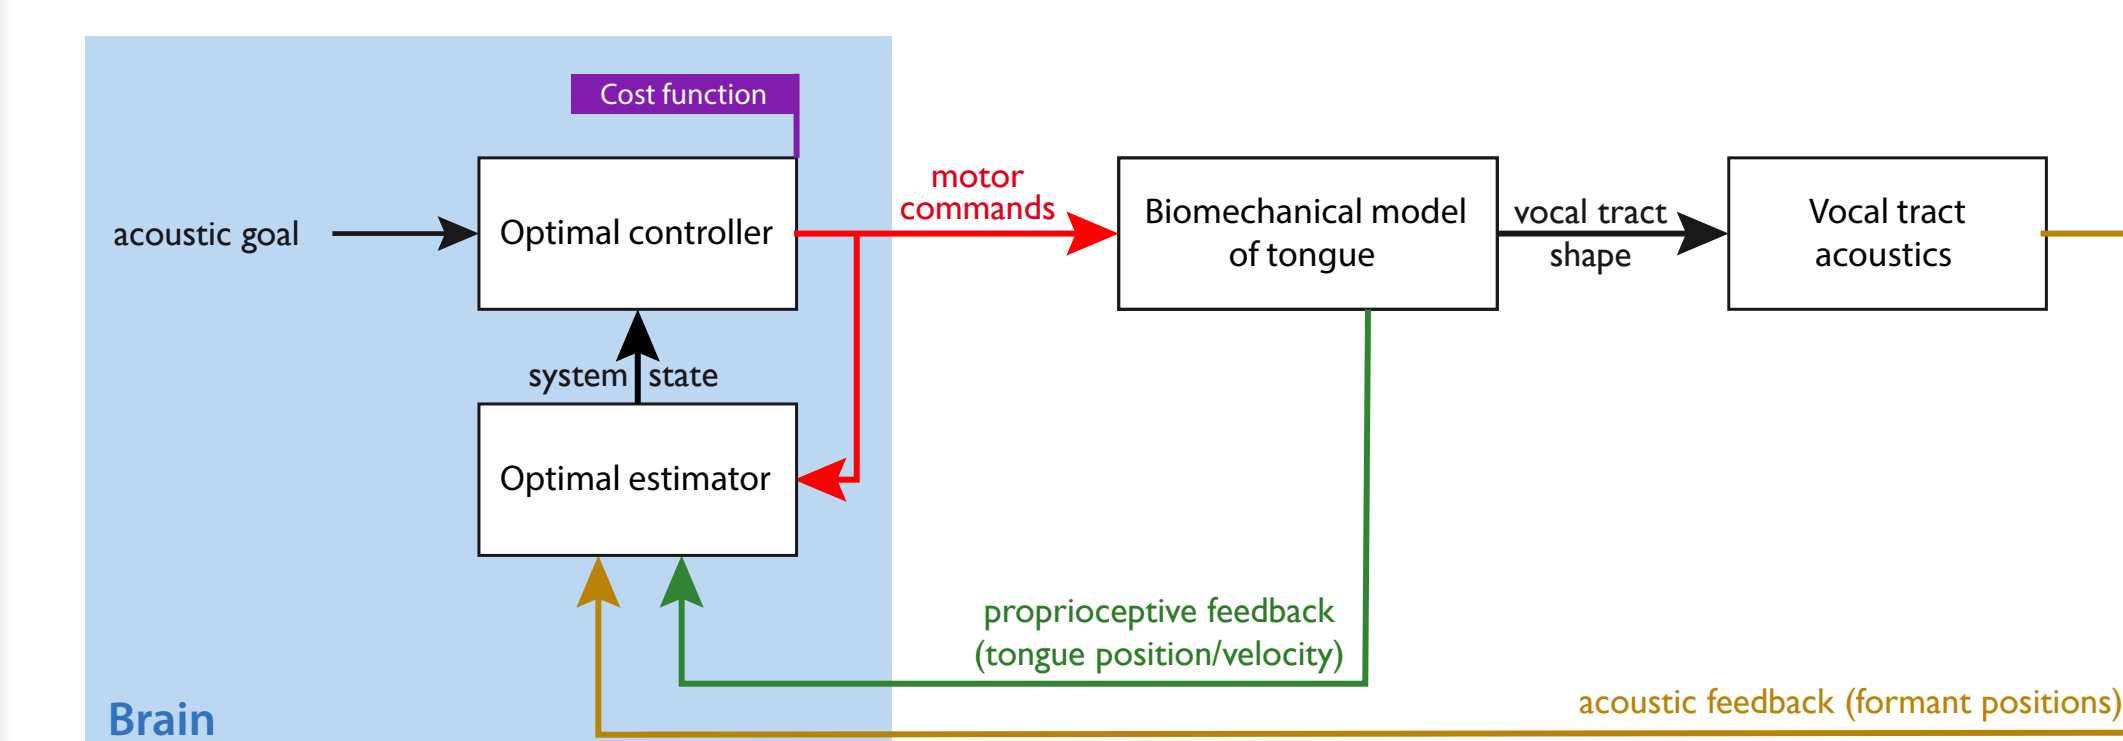 Cost function
motor
commands
acoustic goal
Optimal controller
Biomechanical model
of tongue
vocal tract
shape
Vocal tract
acoustics
system state
Optimal estimator
proprioceptive feedback
(tongue position/velocity)
acoustic feedback (formant positions)
Brain